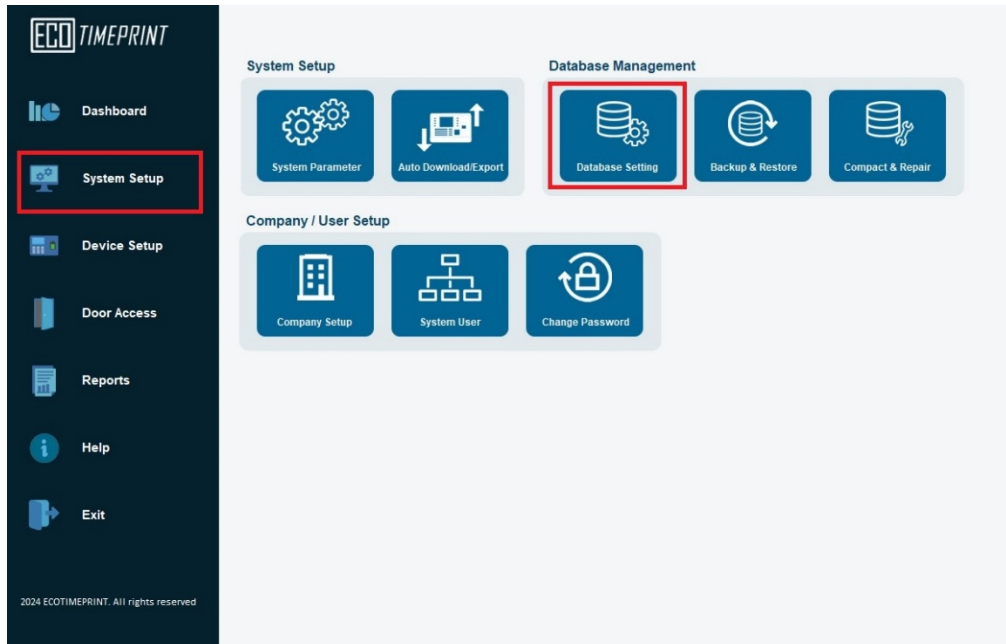 ECO TIMEPRINT
Dashboard
System Setup
Device Setup
Door Access
Reports
Help
Exit
2024 ECOTIMEPRINT. All rights reserved
System Setup
System Parameter
Auto Download/Export
Database Management
Database Setting
Backup & Restore
Compact & Repair
Company / User Setup
Company Setup
System User
Change Password